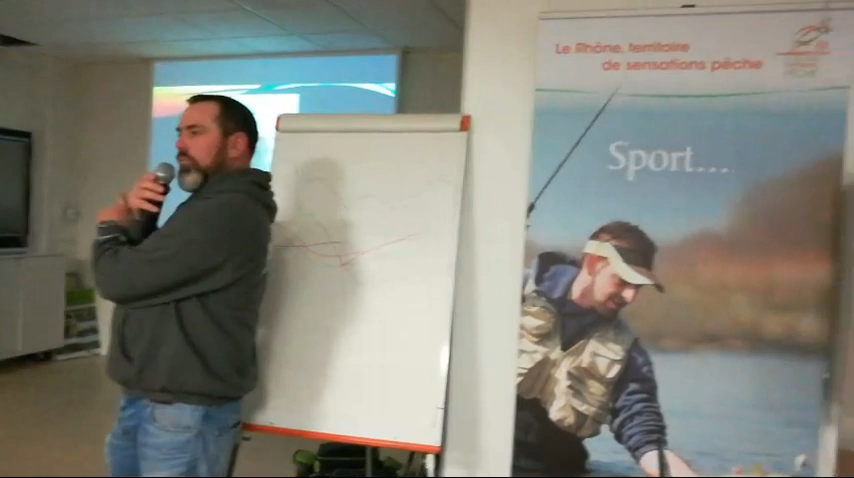 Le Rhône, territoire
de sensations pêche
Sport...